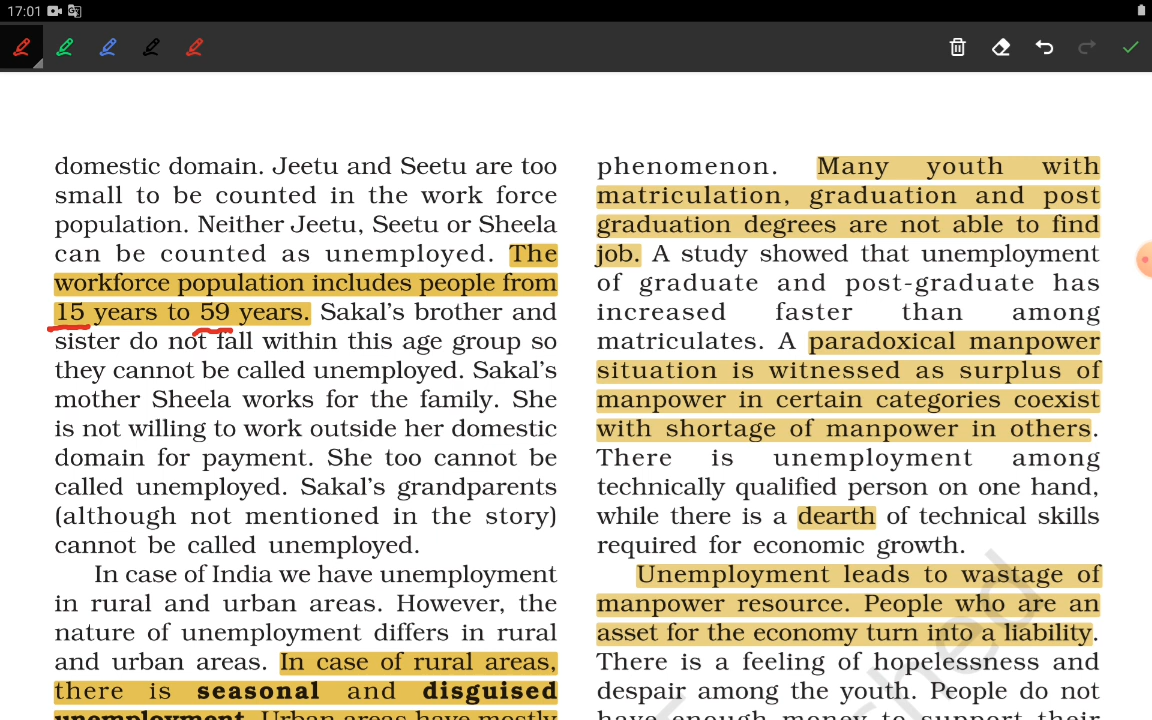 17:01
domestic domain. Jeetu and Seetu are too
small to be counted in the work force
population. Neither Jeetu, Seetu or Sheela
can be counted as unemployed. The
workforce population includes people from
15 years to 59 years. Sakal's brother and
sister do not fall within this age group so
they cannot be called unemployed. Sakal's
mother Sheela works for the family. She
is not willing to work outside her domestic
domain for payment. She too cannot be
called unemployed. Sakal's grandparents
(although not mentioned in the story)
cannot be called unemployed.
In case of India we have unemployment
in rural and urban areas. However, the
nature of unemployment differs in rural
and urban areas. In case of rural areas,
there is seasonal and disguised
unemployment. Urban areas have mostly
phenomenon. Many youth with
matriculation, graduation and post
graduation degrees are not able to find
job. A study showed that unemployment
of graduate and post-graduate has
increased faster than among
matriculates. A paradoxical manpower
situation is witnessed as surplus of
manpower in certain categories coexist
with shortage of manpower in others.
There is unemployment among
technically qualified person on one hand,
while there is a dearth of technical skills
required for economic growth.
Unemployment leads to wastage of
manpower resource. People who are an
asset for the economy turn into a liability.
There is a feeling of hopelessness and
despair among the youth. People do not
have enough money to support their